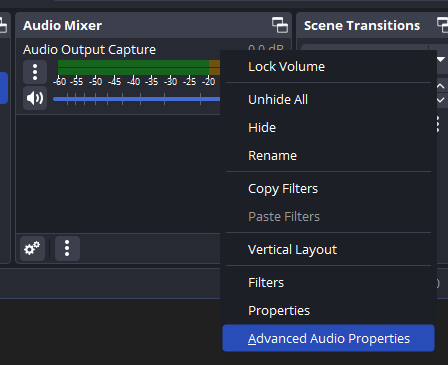 Audio Mixer
Scene Transitions
Audio Output Capture
0.0 dB
-60 -55 -50 -45 -40 -35 -30 -25 -20
Lock Volume
Unhide All
Hide
Rename
Copy Filters
Paste Filters
Vertical Layout
Filters
Properties
Advanced Audio Properties